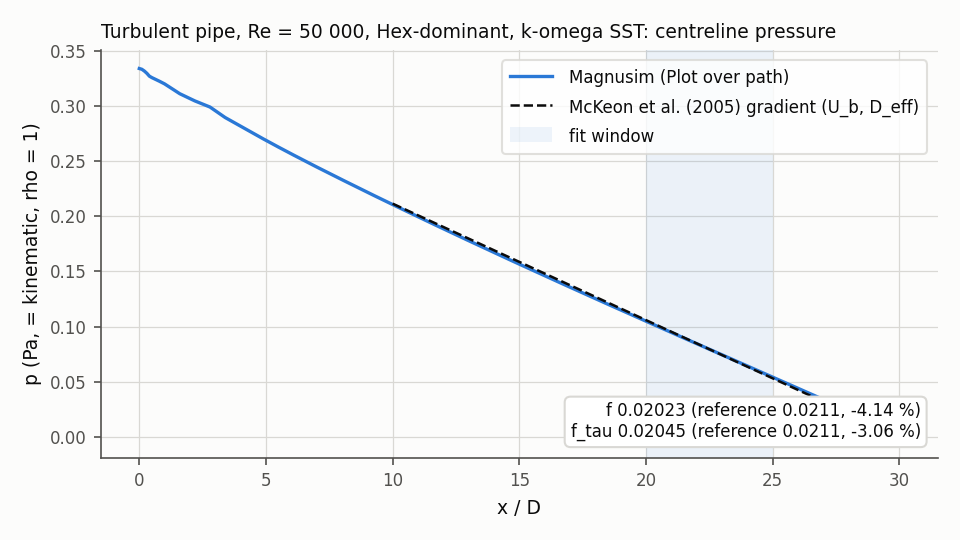 Turbulent pipe, Re = 50 000, Hex-dominant, k-omega SST: centreline pressure
Magnusim (Plot over path)
McKeon et al. (2005) gradient (U_b, D_eff)
fit window
p (Pa, = kinematic, rho = 1)
0.35
0.30
0.25
0.20
0.15
0.10
0.05
0.00
f 0.02023 (reference 0.0211, -4.14 %)
f_tau 0.02045 (reference 0.0211, -3.06 %)
0 5 10 15 20 25 30
x / D